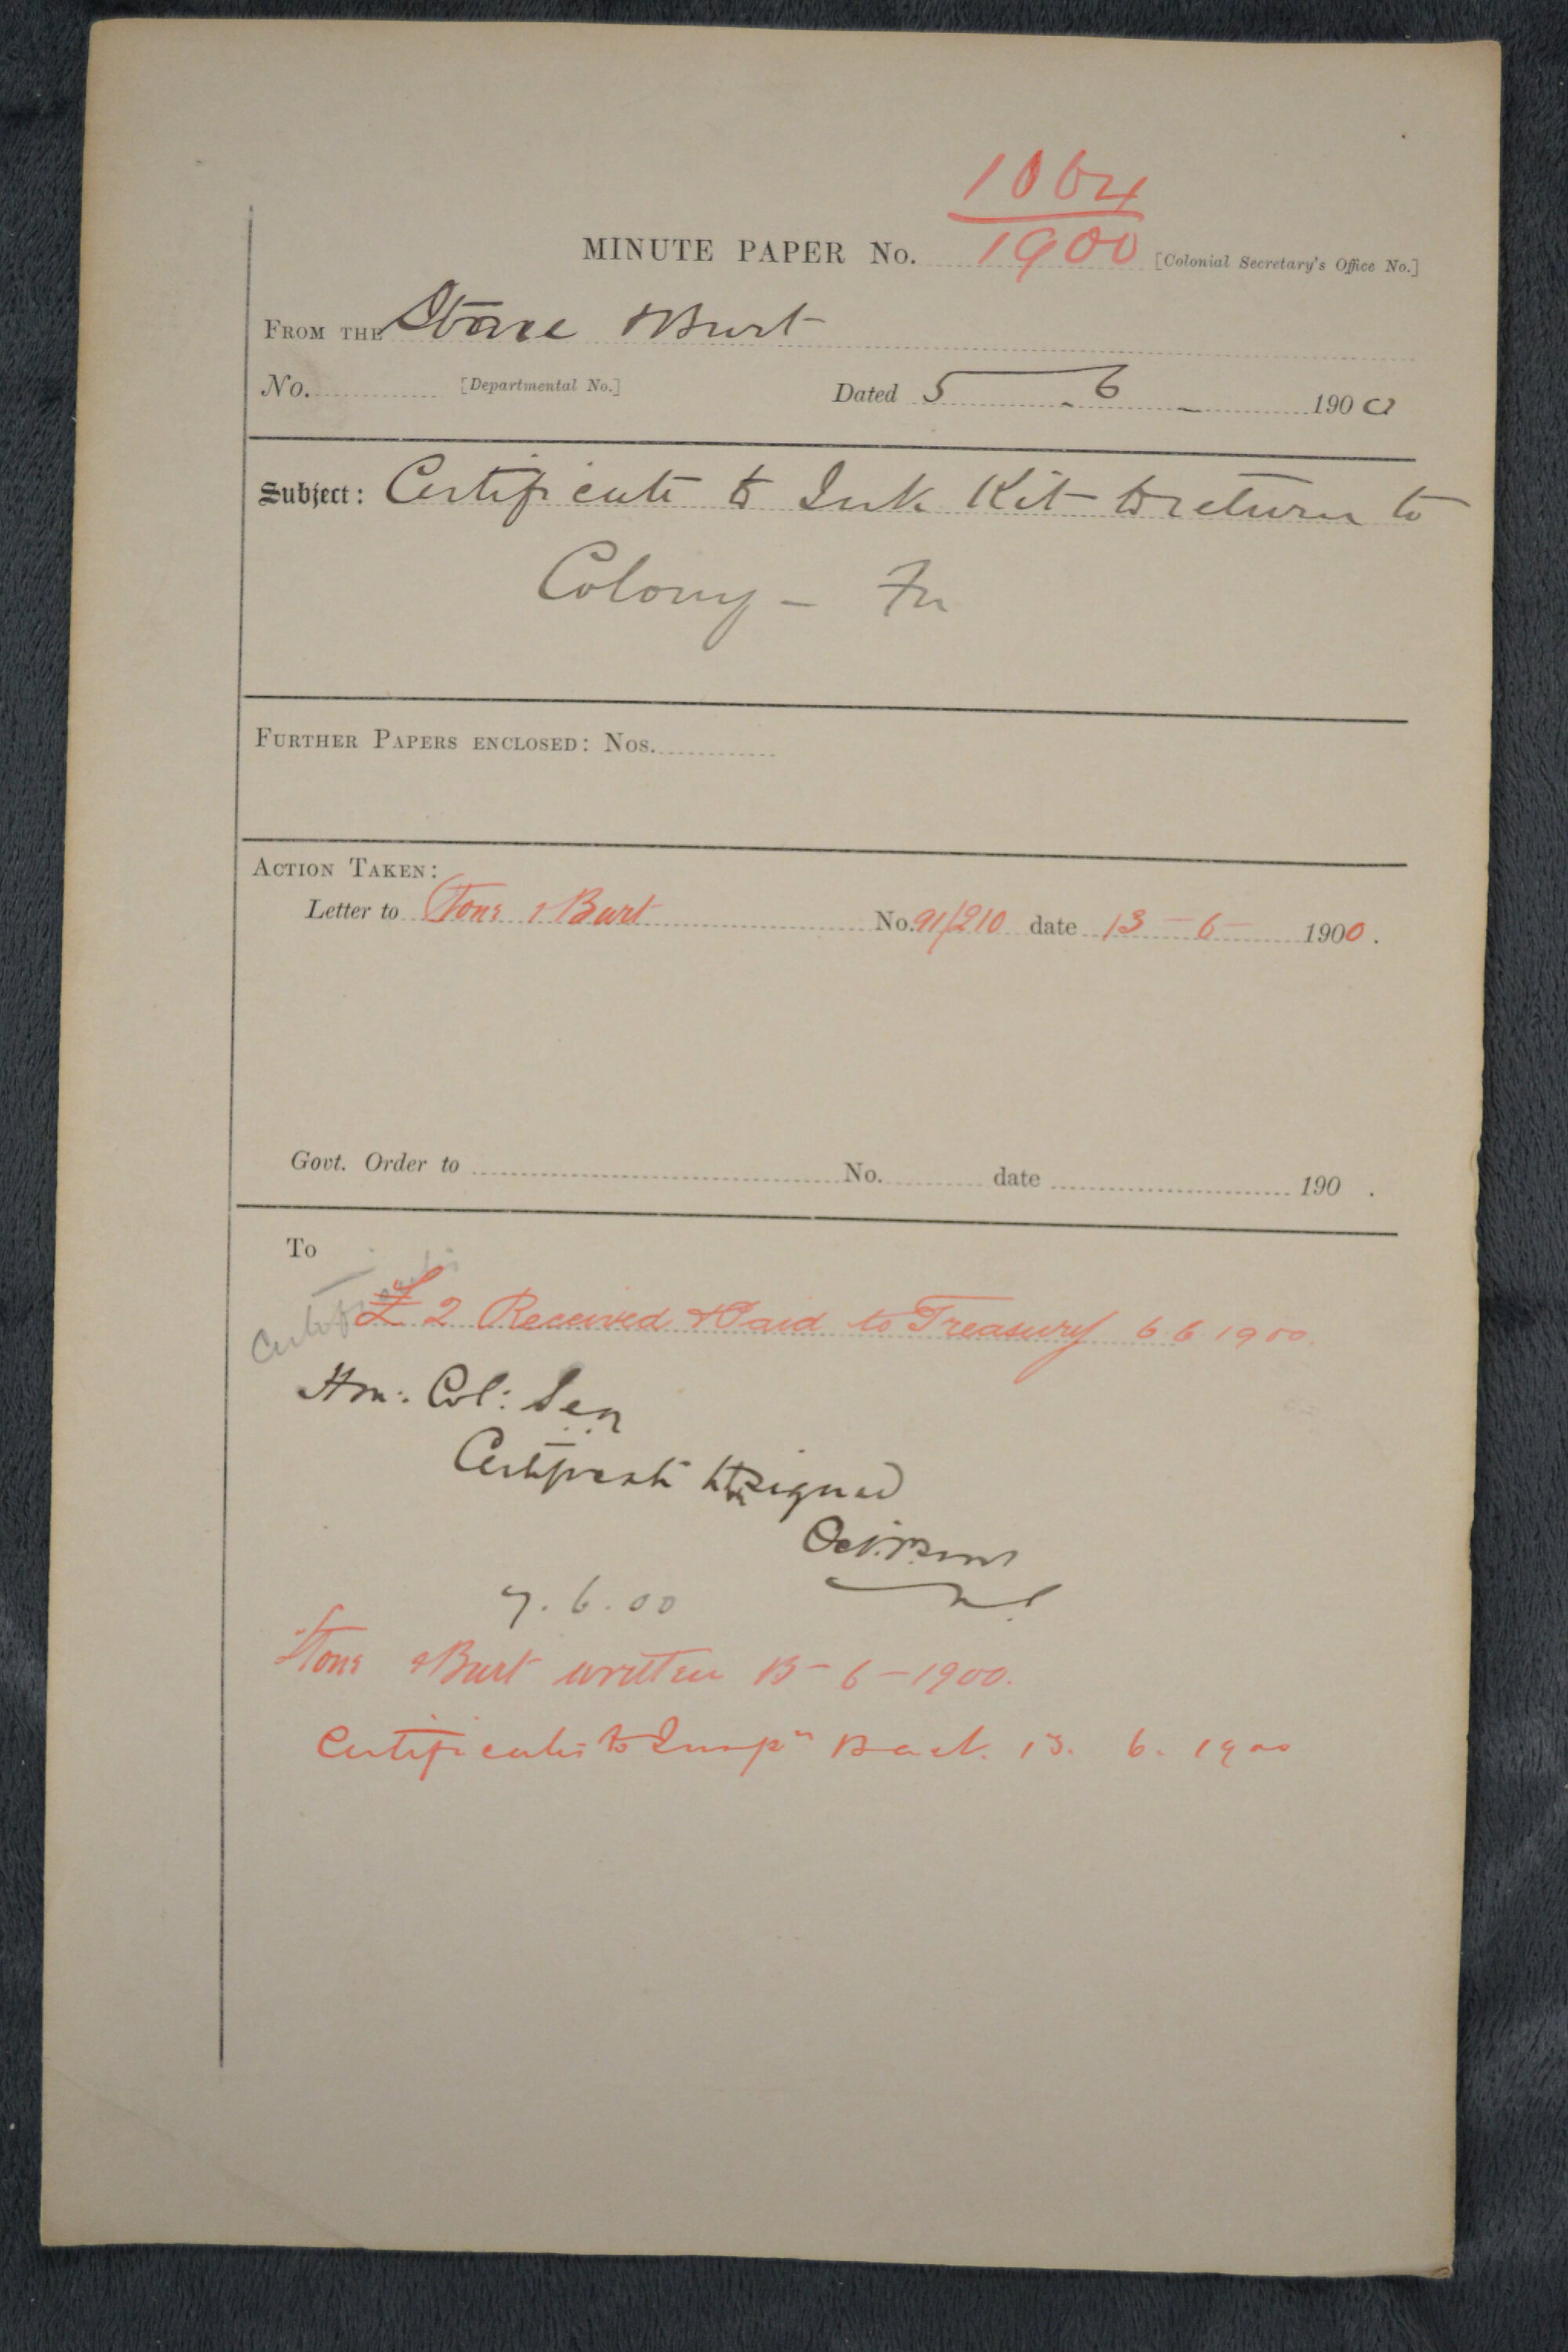 1064
MINUTE PAPER No. 1900 [Colonial Secretary's Office No.]
FROM THE Stone & Burt
No. [Departmental No.] Dated 5 - 6 - 1900
Subject: Certificate to Kit to return to
Colony -
FURTHER PAPERS ENCLOSED: Nos.
ACTION TAKEN:
Letter to Stone & Burt No. 91/210 date 13 - 6 - 1900.
Govt. Order to No. date 190 .
To
£2 Received & Paid to Treasury 6.6.1900.
Hon: Col: Sec
Certificate to be signed
7.6.00
Stone & Burt written 13-6-1900.
Certificate to 13. 6. 1900